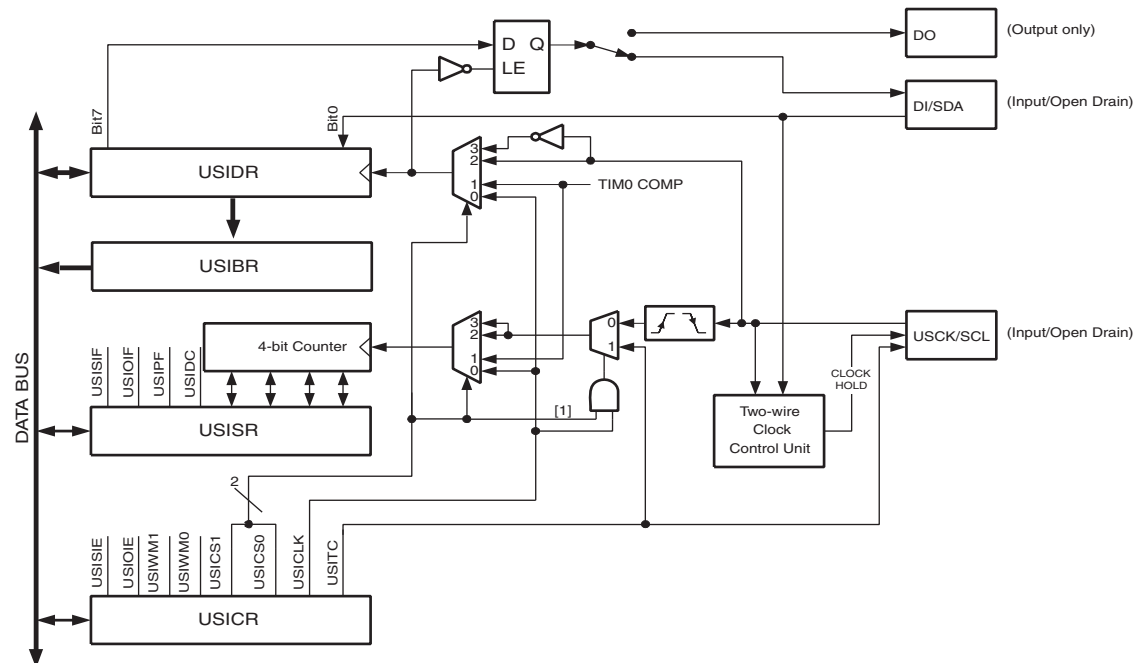 DO
(Output only)
D Q
LE
DI/SDA
(Input/Open Drain)
Bit7
Bit0
USIDR
3
2
1
0
TIM0 COMP
USIBR
DATA BUS
4-bit Counter
3
2
1
0
0
1
USCK/SCL
(Input/Open Drain)
CLOCK
HOLD
USISIF
USIOIF
USIPF
USIDC
[1]
Two-wire
Clock
Control Unit
USISR
2
USISIE
USIOIE
USIWM1
USIWM0
USICS1
USICS0
USICLK
USITC
USICR